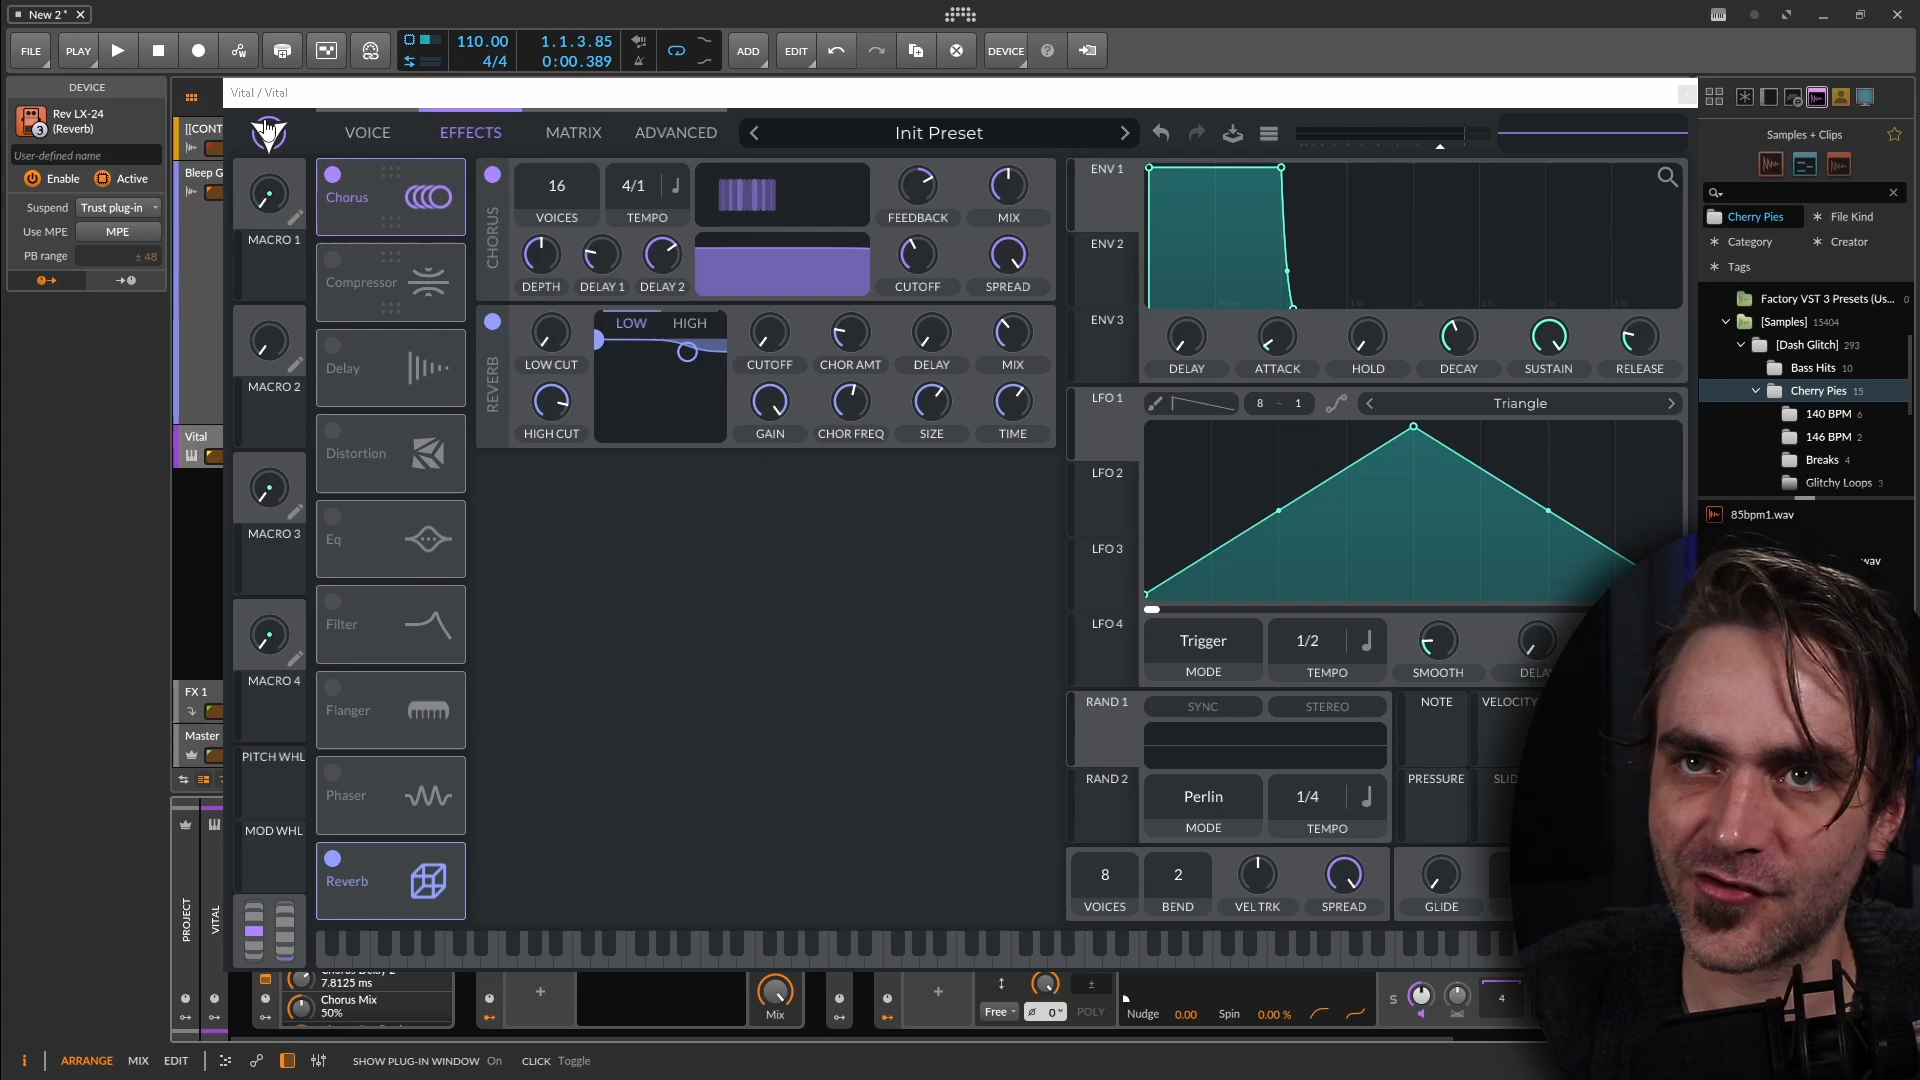 New 2*
FILE
PLAY
110.00
4/4
1.1.3.85
0:00.389
ADD
EDIT
DEVICE
DEVICE
Rev LX-24
(Reverb)
3
User-defined name
Enable
Active
Suspend
Trust plug-in
Use MPE
MPE
PB range
± 48
[[CONT
Bleep G
Vital
FX 1
Master
PROJECT
VITAL
Vital / Vital
VOICE
EFFECTS
MATRIX
ADVANCED
Init Preset
MACRO 1
MACRO 2
MACRO 3
MACRO 4
PITCH WHL
MOD WHL
Chorus
Compressor
Delay
Distortion
Eq
Filter
Flanger
Phaser
Reverb
CHORUS
16
VOICES
4/1
TEMPO
FEEDBACK
MIX
DEPTH
DELAY 1
DELAY 2
CUTOFF
SPREAD
REVERB
LOW CUT
LOW
HIGH
CUTOFF
CHOR AMT
DELAY
MIX
HIGH CUT
GAIN
CHOR FREQ
SIZE
TIME
ENV 1
ENV 2
ENV 3
DELAY
ATTACK
HOLD
DECAY
SUSTAIN
RELEASE
LFO 1
8 - 1
Triangle
LFO 2
LFO 3
LFO 4
Trigger
MODE
1/2
TEMPO
SMOOTH
RAND 1
SYNC
STEREO
NOTE
VELOCITY
RAND 2
Perlin
MODE
1/4
TEMPO
PRESSURE
8
VOICES
2
BEND
VEL TRK
SPREAD
GLIDE
Samples + Clips
Cherry Pies
File Kind
Category
Creator
Tags
Factory VST 3 Presets (Us... 0
[Samples] 15404
[Dash Glitch] 293
Bass Hits 10
Cherry Pies 15
140 BPM 6
146 BPM 2
Breaks 4
Glitchy Loops 3
85bpm1.wav
wav
Chorus Delay 2
7.8125 ms
Chorus Mix
50%
Mix
Free
0°
POLY
Nudge 0.00
Spin 0.00 %
S
4
ARRANGE
MIX
EDIT
SHOW PLUG-IN WINDOW On
CLICK Toggle